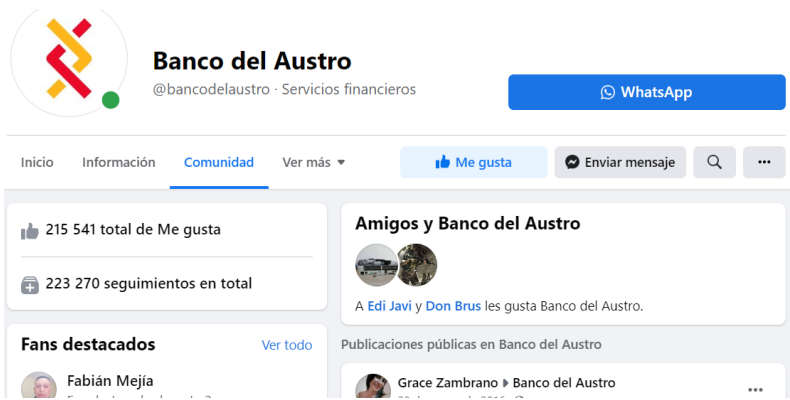 Banco del Austro
@bancodelaustro · Servicios financieros
WhatsApp
Inicio Información Comunidad Ver más Me gusta Enviar mensaje
215 541 total de Me gusta
223 270 seguimientos en total
Amigos y Banco del Austro
A Edi Javi y Don Brus les gusta Banco del Austro.
Fans destacados Ver todo
Fabián Mejía
Publicaciones públicas en Banco del Austro
Grace Zambrano Banco del Austro